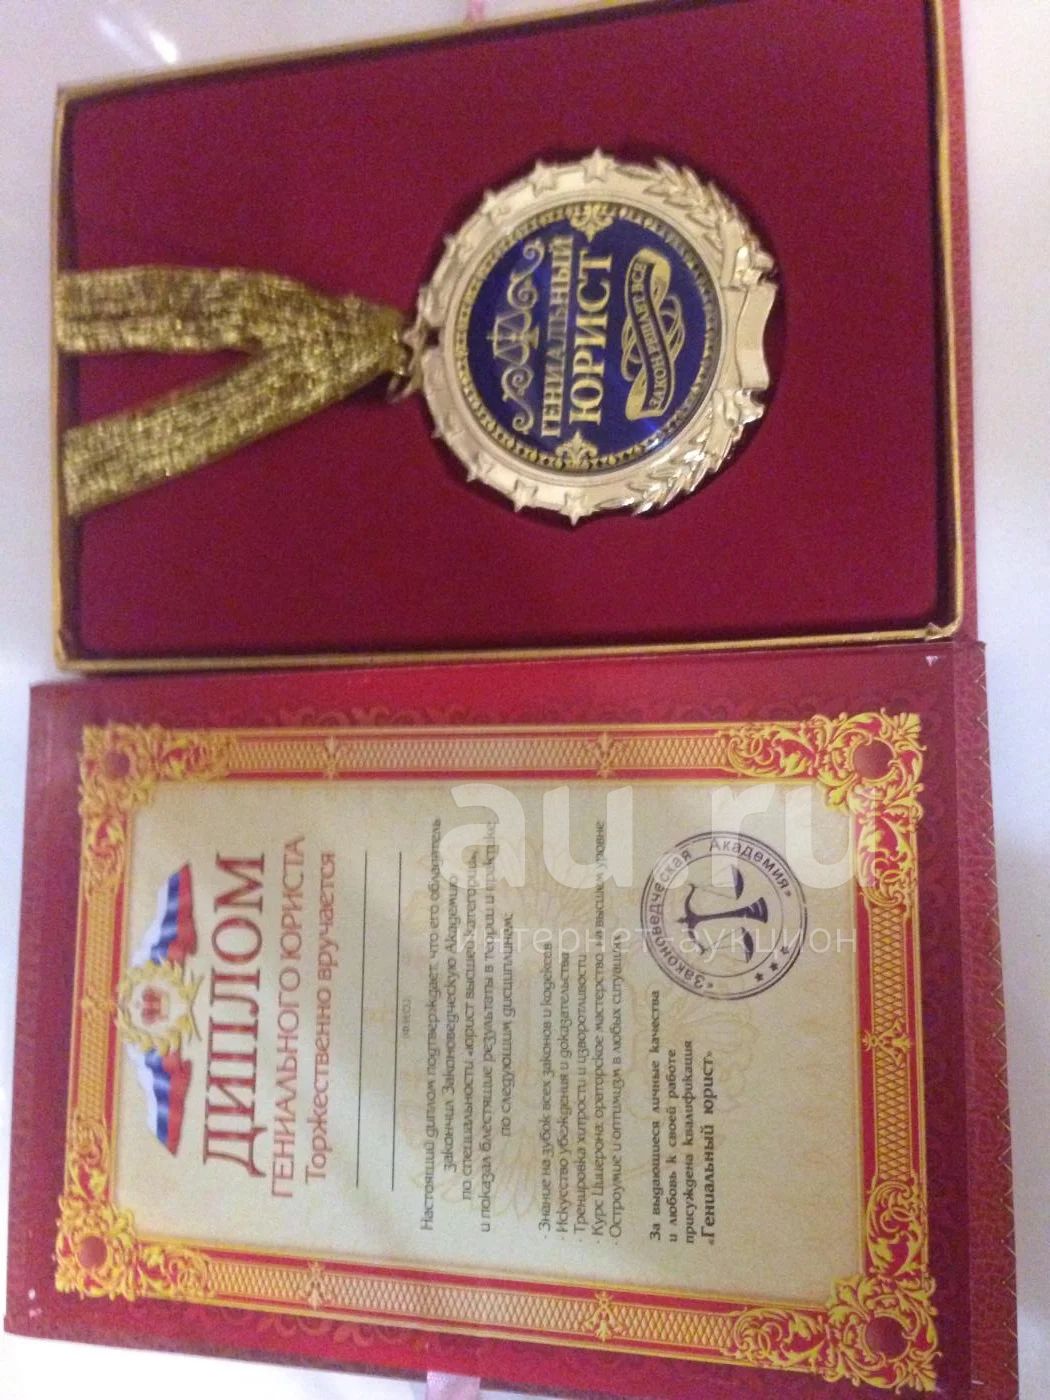 ГЕНИАЛЬНЫЙ
ЮРИСТ
ДИПЛОМ
ГЕНИАЛЬНОГО ЮРИСТА
Торжественно вручается
(Ф.И.О.)
Настоящий диплом подтверждает, что его обладатель
закончил Законоведческую Академию
по специальности «юрист высшей категории»,
и показал блестящие результаты в теории и практике
по следующим дисциплинам:
· Знание на зубок всех законов и кодексов
· Искусство убеждения и доказательства
· Тренировка хитрости и изворотливости
· Курс Цицерона: ораторское мастерство на высшем уровне
· Остроумие и оптимизм в любых ситуациях
За выдающиеся личные качества
и любовь к своей работе
присуждена квалификация
«Гениальный юрист»
"Законоведческая Академия"
au.ru
интернет-аукцион